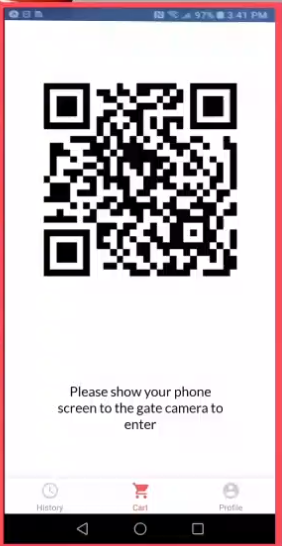 97% 3:41 PM
Please show your phone
screen to the gate camera to
enter
History
Cart
Profile